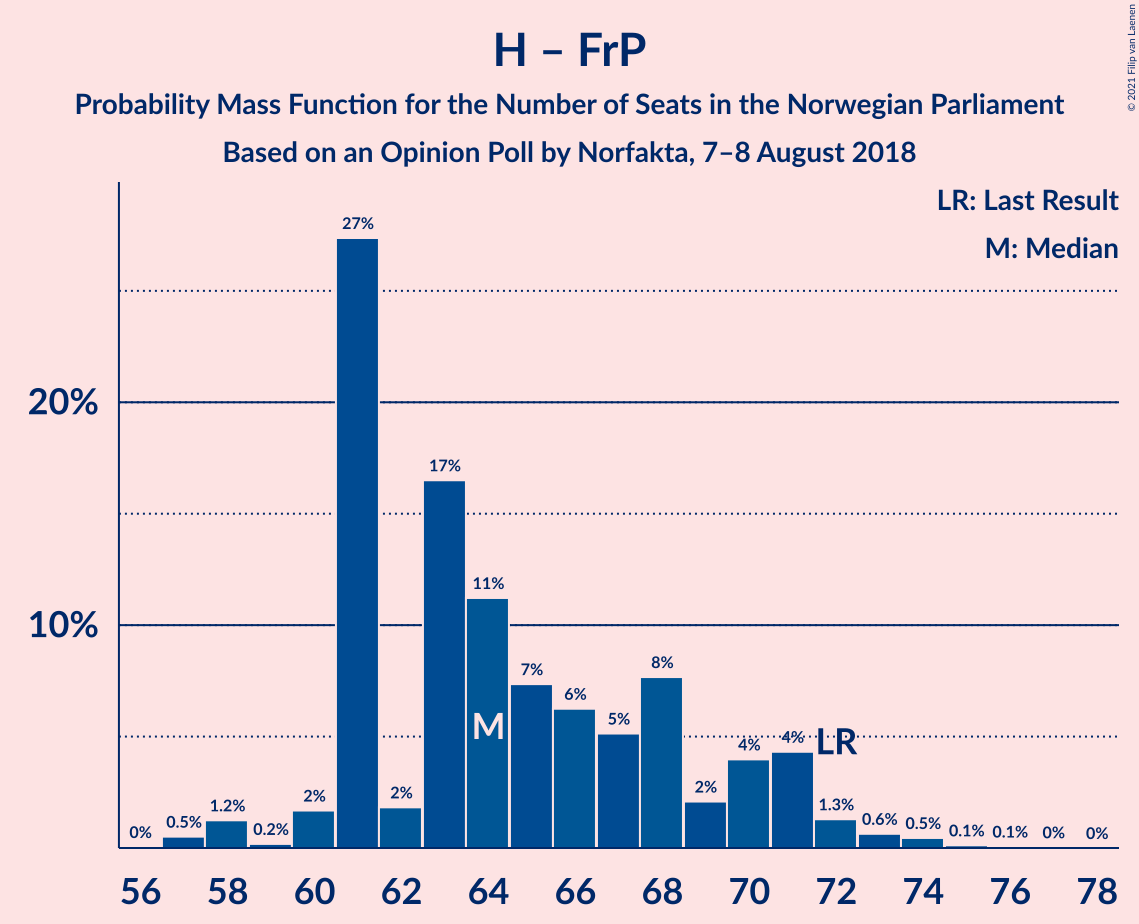 H – FrP
Probability Mass Function for the Number of Seats in the Norwegian Parliament
Based on an Opinion Poll by Norfakta, 7–8 August 2018
© 2021 Filip van Laenen
LR: Last Result
M: Median
20%
10%
0%
0.5%
1.2%
0.2%
2%
27%
2%
17%
11%
7%
6%
5%
8%
2%
4%
4%
1.3%
0.6%
0.5%
0.1%
0.1%
0%
0%
M
LR
56 58 60 62 64 66 68 70 72 74 76 78